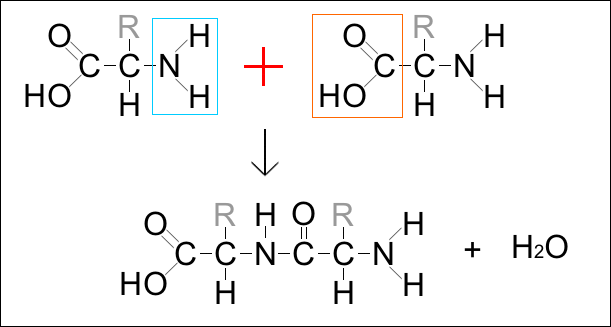 O R H O R H
C C N + C C N
HO H H HO H H
O R H O R H
C C N C C N + H2O
HO H H H